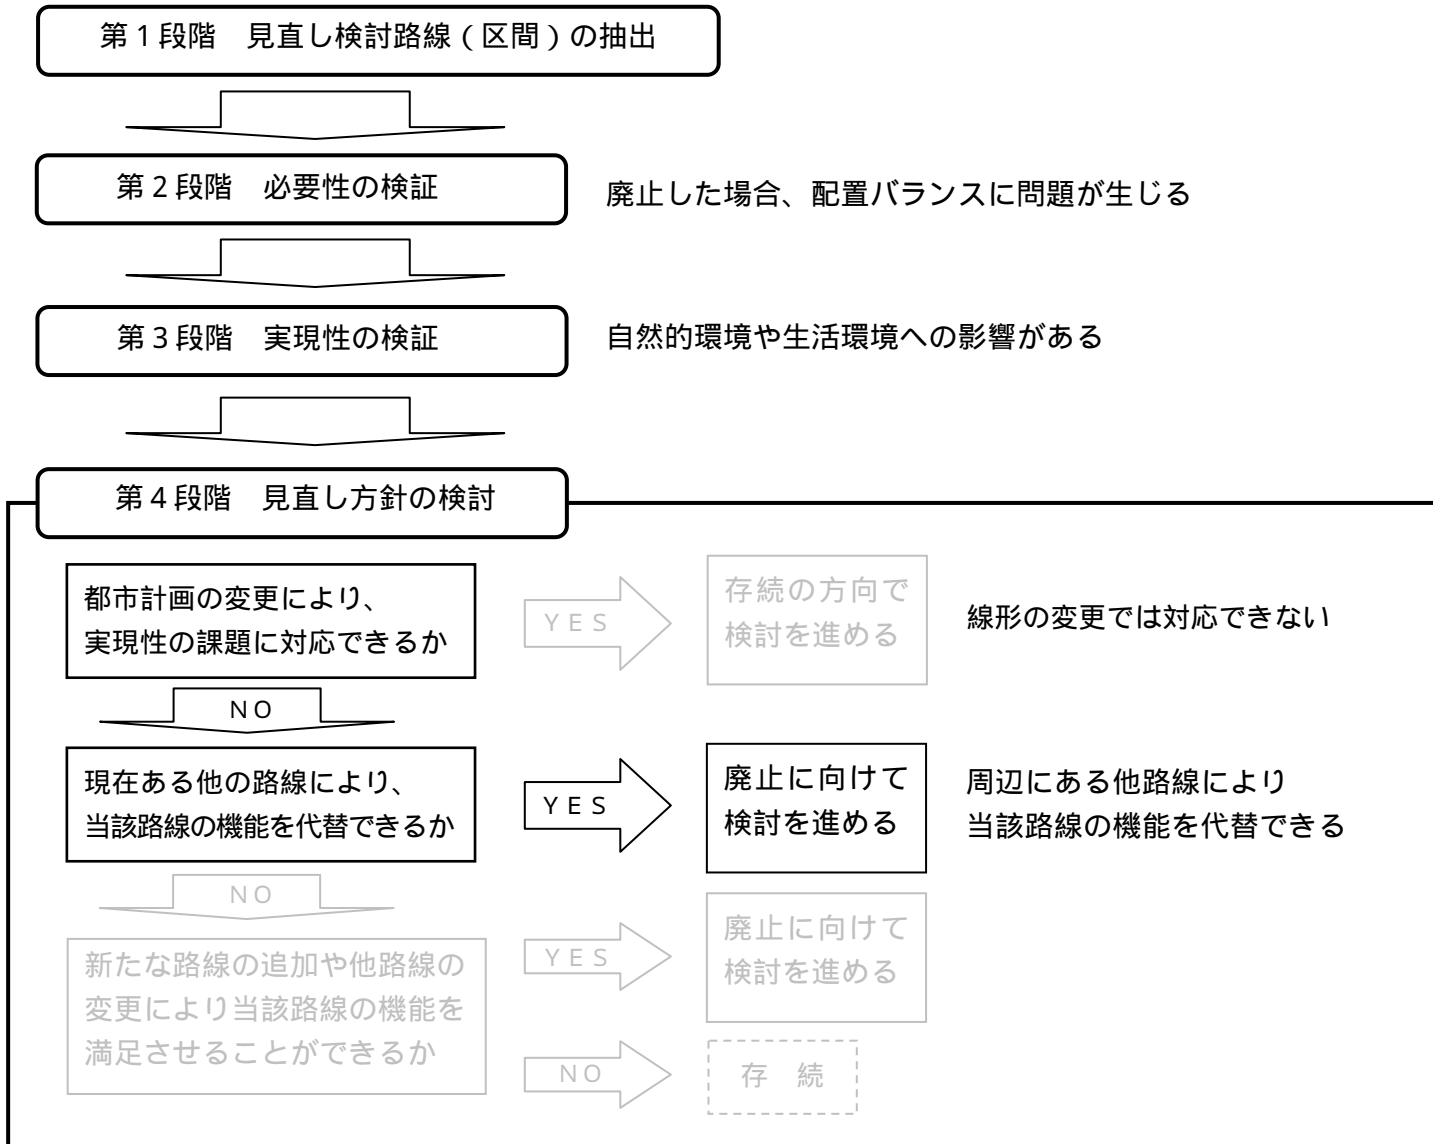 第1段階　見直し検討路線（区間）の抽出
第2段階　必要性の検証
廃止した場合、配置バランスに問題が生じる
第3段階　実現性の検証
自然的環境や生活環境への影響がある
第4段階　見直し方針の検討
都市計画の変更により、
実現性の課題に対応できるか
YES
存続の方向で
検討を進める
線形の変更では対応できない
NO
現在ある他の路線により、
当該路線の機能を代替できるか
YES
廃止に向けて
検討を進める
周辺にある他路線により
当該路線の機能を代替できる
NO
新たな路線の追加や他路線の
変更により当該路線の機能を
満足させることができるか
YES
廃止に向けて
検討を進める
NO
存　続